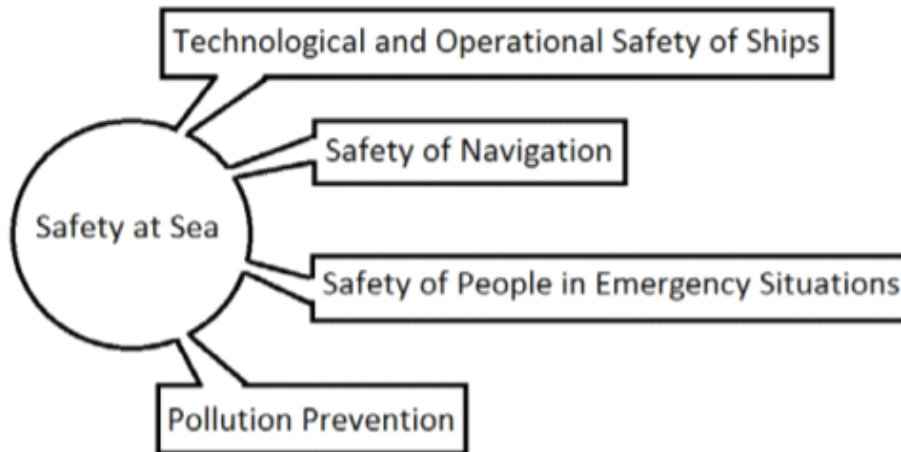 Technological and Operational Safety of Ships
Safety of Navigation
Safety at Sea
Safety of People in Emergency Situations
Pollution Prevention